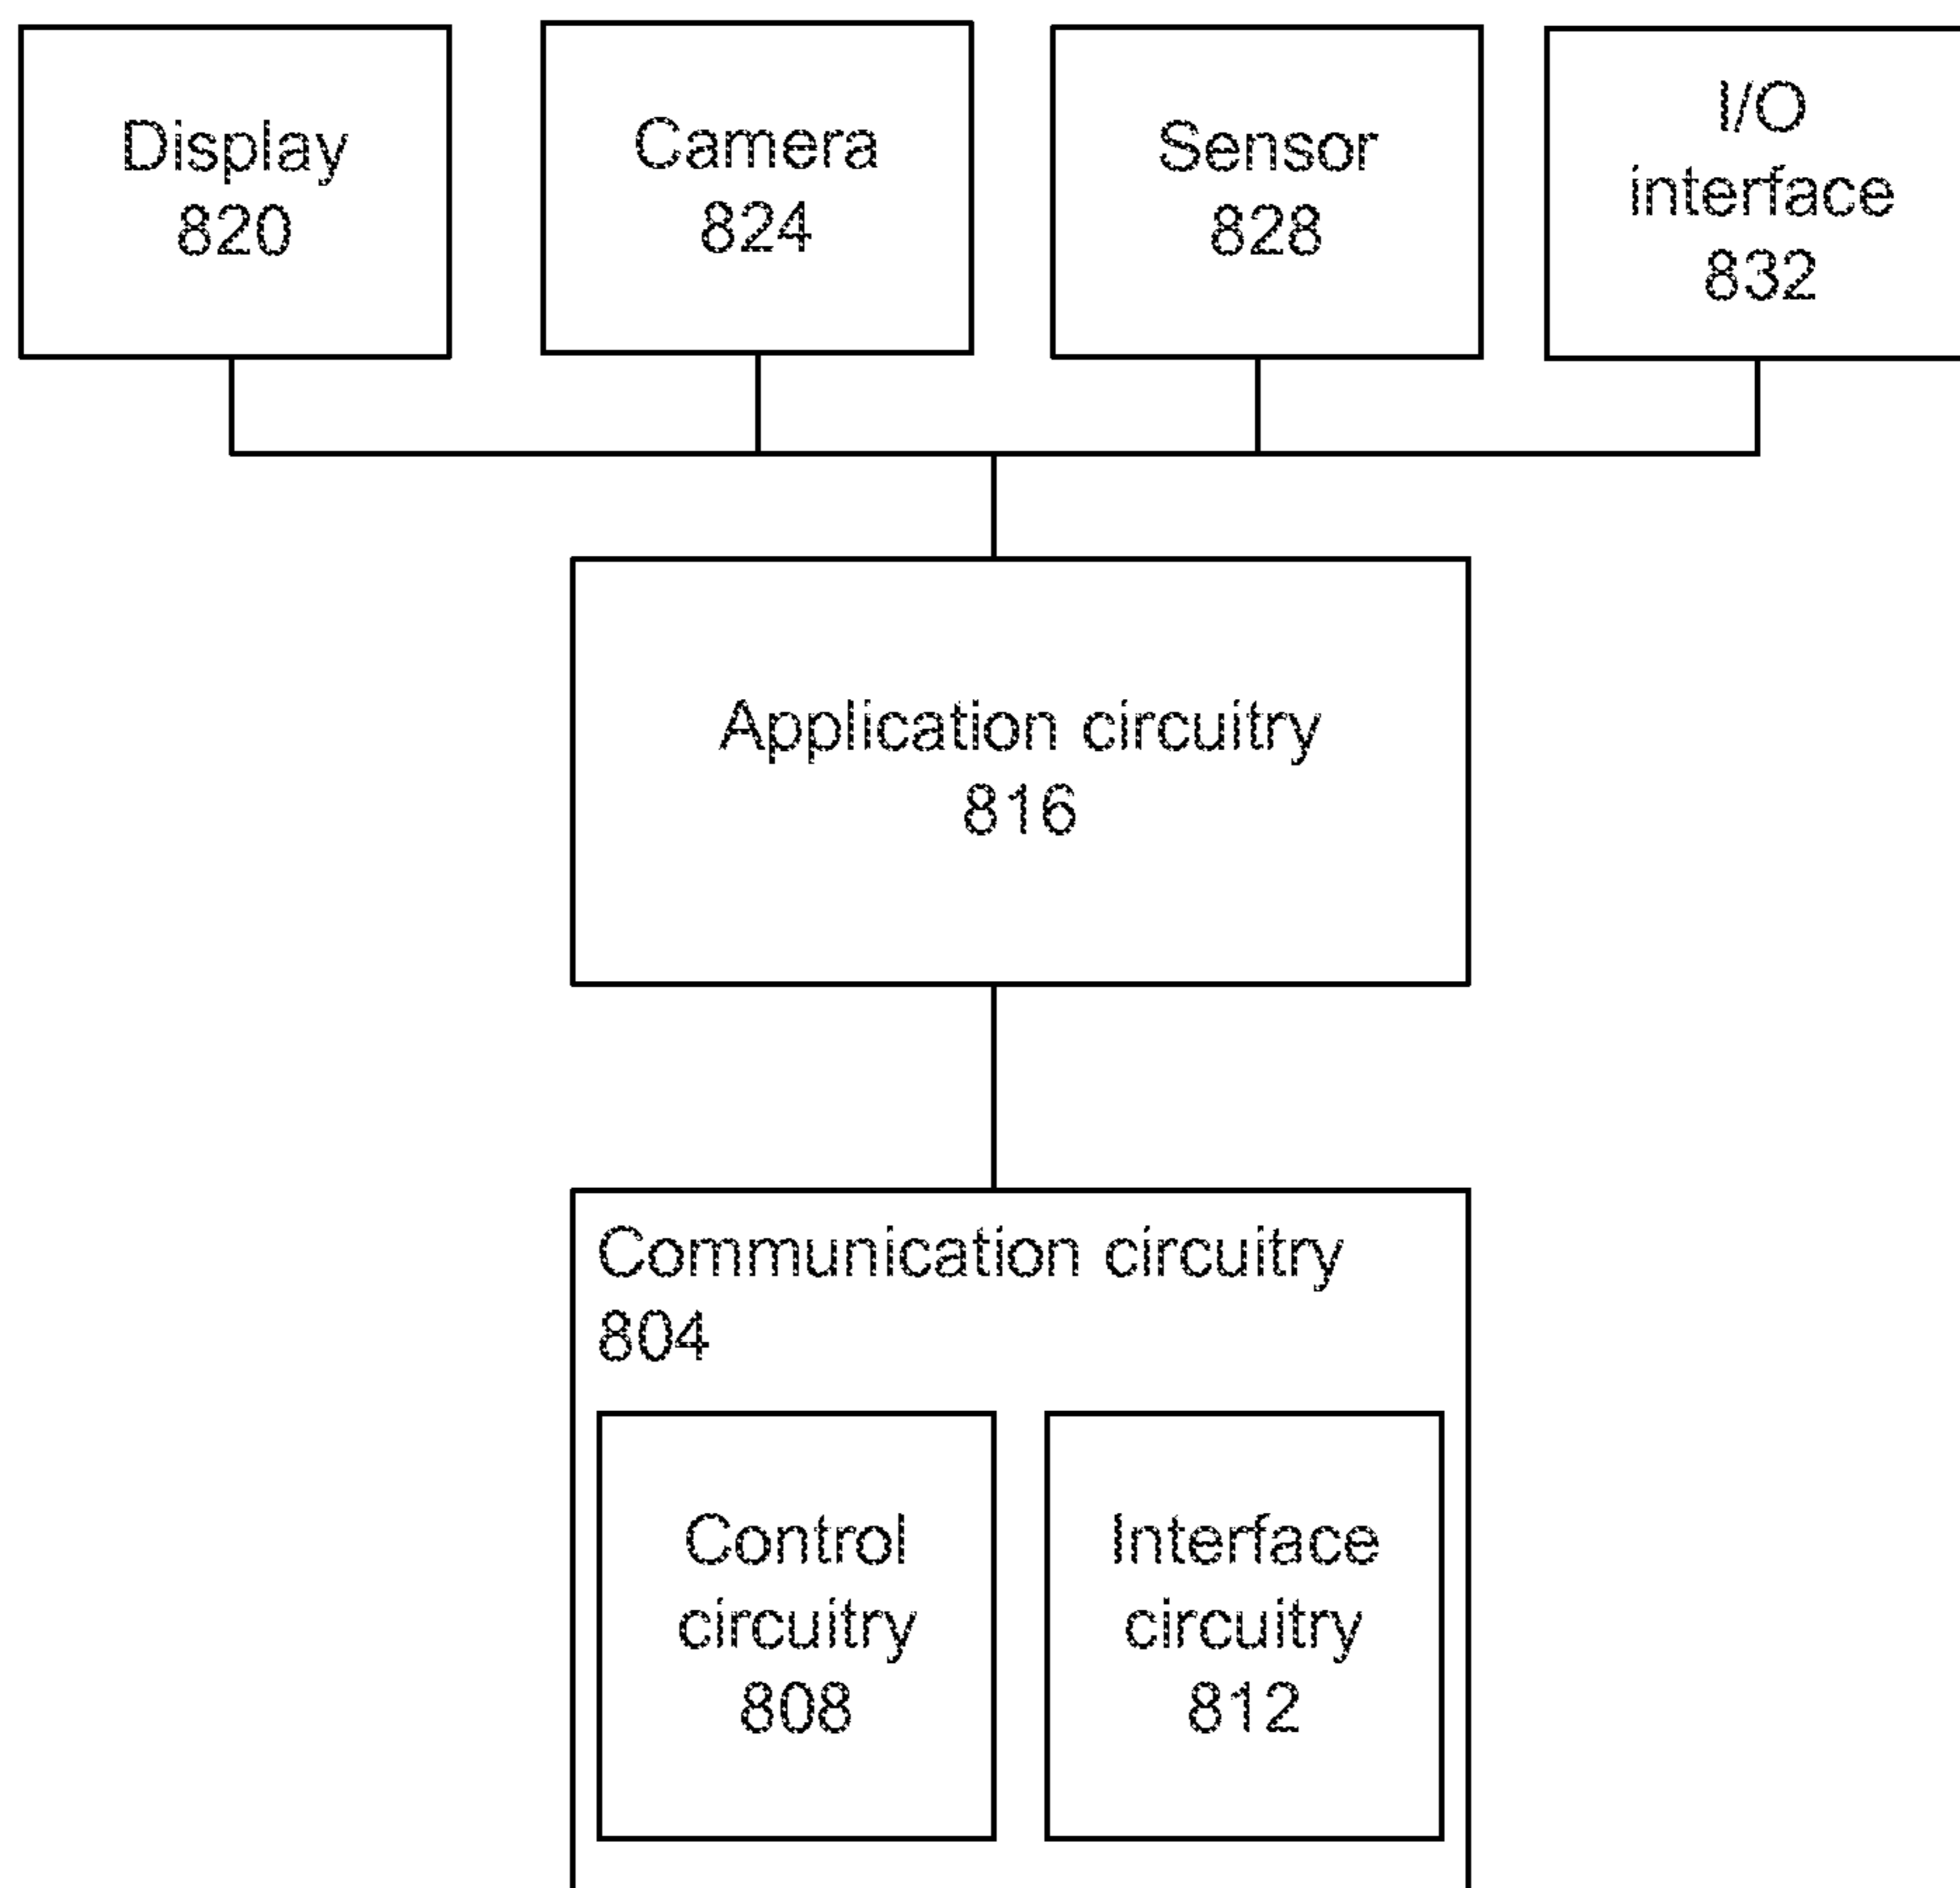 Display
820
Camera
824
Sensor
828
I/O
interface
832
Application circuitry
816
Communication circuitry
804
Control
circuitry
808
Interface
circuitry
812